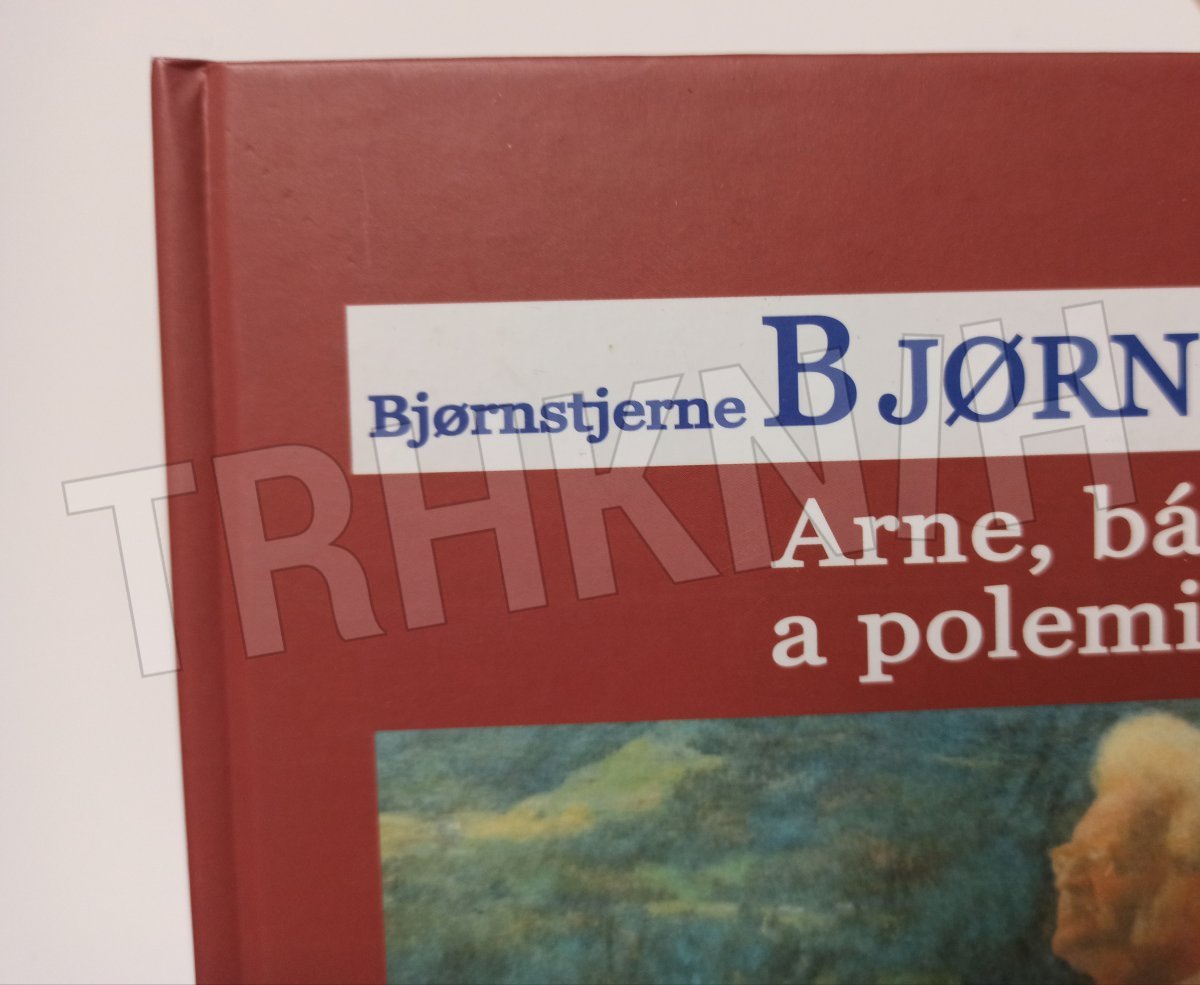 Bjørnstjerne BJØRN
Arne, bá
a polemi
TRHKNIH